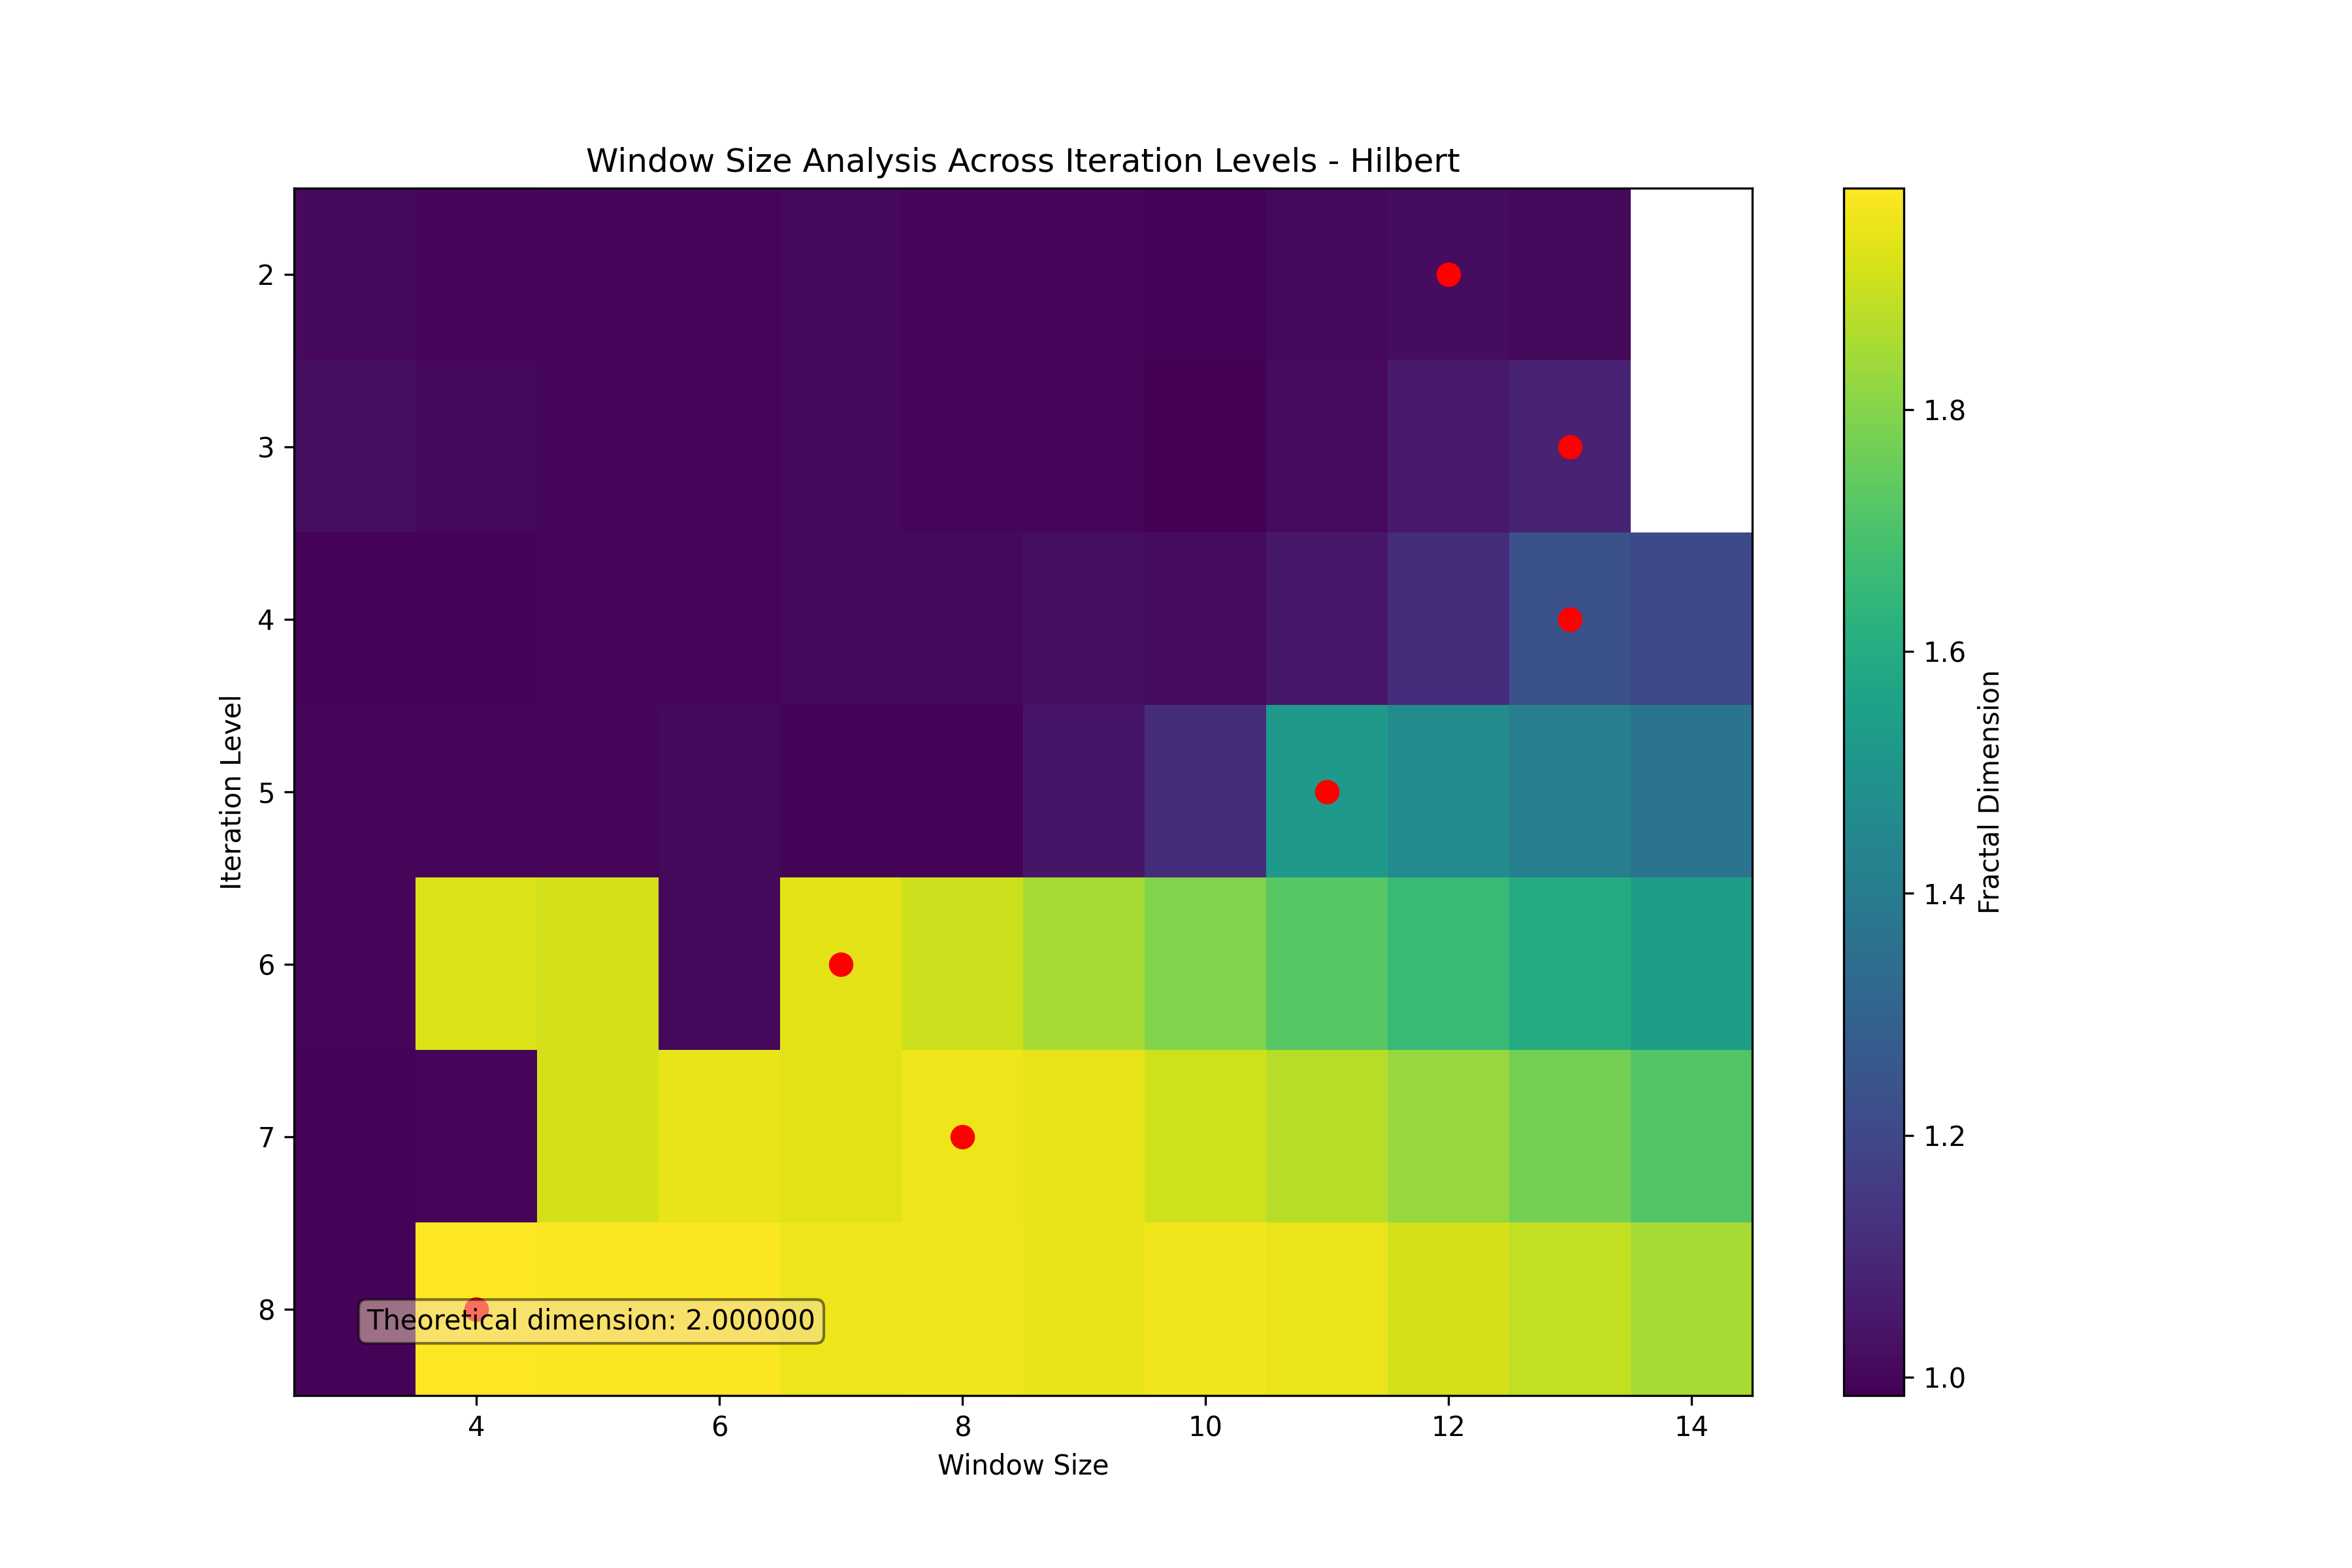 Window Size Analysis Across Iteration Levels - Hilbert
2
3
4
5
6
7
8
Iteration Level
Theoretical dimension: 2.000000
4 6 8 10 12 14
Window Size
1.8
1.6
1.4
1.2
1.0
Fractal Dimension